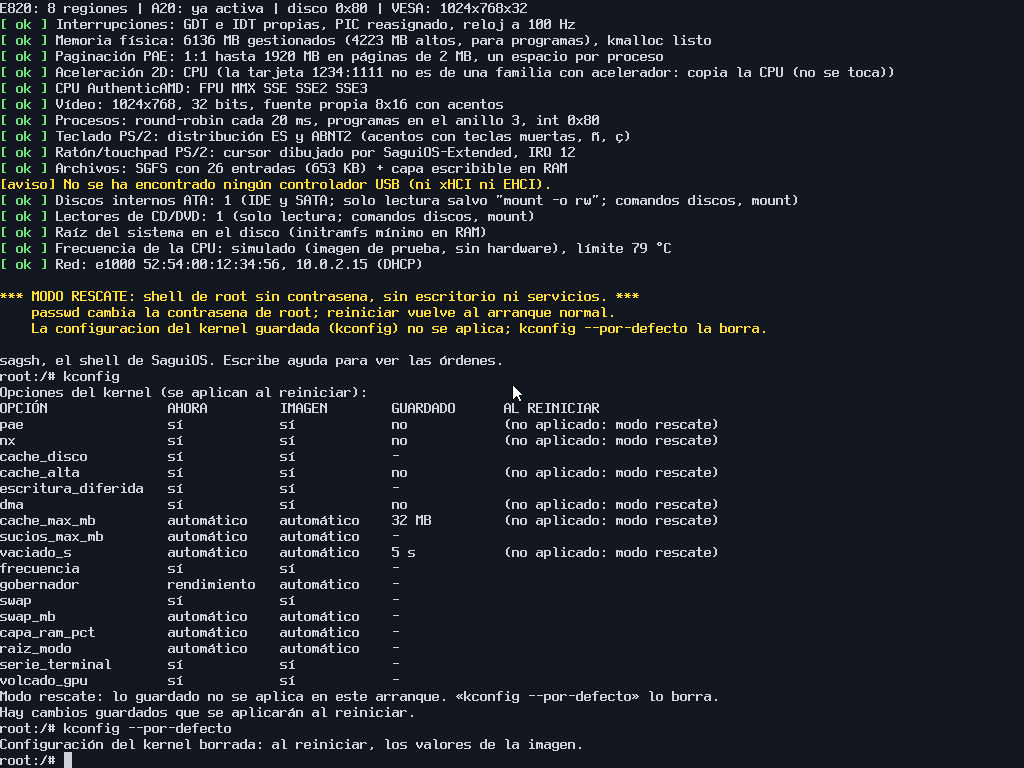 E820: 8 regiones | A20: ya activa | disco 0x80 | VESA: 1024x768x32
[ ok ] Interrupciones: GDT e IDT propias, PIC reasignado, reloj a 100 Hz
[ ok ] Memoria física: 6136 MB gestionados (4223 MB altos, para programas), kmalloc listo
[ ok ] Paginación PAE: 1:1 hasta 1920 MB en páginas de 2 MB, un espacio por proceso
[ ok ] Aceleración 2D: CPU (la tarjeta 1234:1111 no es de una familia con acelerador: copia la CPU (no se toca))
[ ok ] CPU AuthenticAMD: FPU MMX SSE SSE2 SSE3
[ ok ] Vídeo: 1024x768, 32 bits, fuente propia 8x16 con acentos
[ ok ] Procesos: round-robin cada 20 ms, programas en el anillo 3, int 0x80
[ ok ] Teclado PS/2: distribución ES y ABNT2 (acentos con teclas muertas, ñ, ç)
[ ok ] Ratón/touchpad PS/2: cursor dibujado por SaguiOS-Extended, IRQ 12
[ ok ] Archivos: SGFS con 26 entradas (653 KB) + capa escribible en RAM
[aviso] No se ha encontrado ningún controlador USB (ni xHCI ni EHCI).
[ ok ] Discos internos ATA: 1 (IDE y SATA; solo lectura salvo "mount -o rw"; comandos discos, mount)
[ ok ] Lectores de CD/DVD: 1 (solo lectura; comandos discos, mount)
[ ok ] Raíz del sistema en el disco (initramfs mínimo en RAM)
[ ok ] Frecuencia de la CPU: simulado (imagen de prueba, sin hardware), límite 79 °C
[ ok ] Red: e1000 52:54:00:12:34:56, 10.0.2.15 (DHCP)
*** MODO RESCATE: shell de root sin contrasena, sin escritorio ni servicios. ***
passwd cambia la contrasena de root; reiniciar vuelve al arranque normal.
La configuracion del kernel guardada (kconfig) no se aplica; kconfig --por-defecto la borra.
sagsh, el shell de SaguiOS. Escribe ayuda para ver las órdenes.
root:/# kconfig
Opciones del kernel (se aplican al reiniciar):
OPCIÓN AHORA IMAGEN GUARDADO AL REINICIAR
pae sí sí no (no aplicado: modo rescate)
nx sí sí no (no aplicado: modo rescate)
cache_disco sí sí -
cache_alta sí sí no (no aplicado: modo rescate)
escritura_diferida sí sí -
dma sí sí no (no aplicado: modo rescate)
cache_max_mb automático automático 32 MB (no aplicado: modo rescate)
sucios_max_mb automático automático -
vaciado_s automático automático 5 s (no aplicado: modo rescate)
frecuencia sí sí -
gobernador rendimiento automático -
swap sí sí -
swap_mb automático automático -
capa_ram_pct automático automático -
raiz_modo automático automático -
serie_terminal sí sí -
volcado_gpu sí sí -
Modo rescate: lo guardado no se aplica en este arranque. «kconfig --por-defecto» lo borra.
Hay cambios guardados que se aplicarán al reiniciar.
root:/# kconfig --por-defecto
Configuración del kernel borrada: al reiniciar, los valores de la imagen.
root:/#